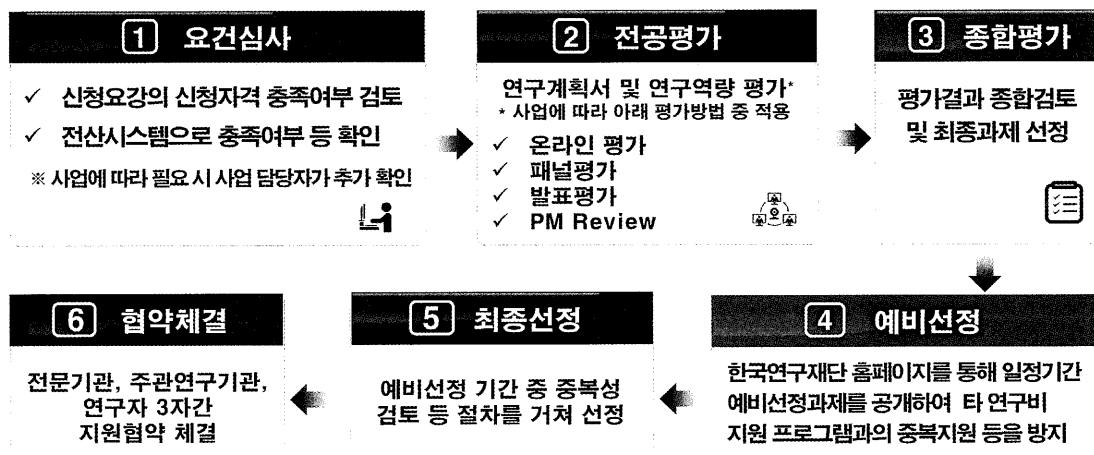 1 요건심사
✓ 신청요강의 신청자격 충족여부 검토
✓ 전산시스템으로 충족여부 등 확인
※ 사업에 따라 필요 시 사업 담당자가 추가 확인
2 전공평가
연구계획서 및 연구역량 평가*
* 사업에 따라 아래 평가방법 중 적용
✓ 온라인 평가
✓ 패널평가
✓ 발표평가
✓ PM Review
3 종합평가
평가결과 종합검토
및 최종과제 선정
4 예비선정
한국연구재단 홈페이지를 통해 일정기간
예비선정과제를 공개하여 타 연구비
지원 프로그램과의 중복지원 등을 방지
5 최종선정
예비선정 기간 중 중복성
검토 등 절차를 거쳐 선정
6 협약체결
전문기관, 주관연구기관,
연구자 3자간
지원협약 체결